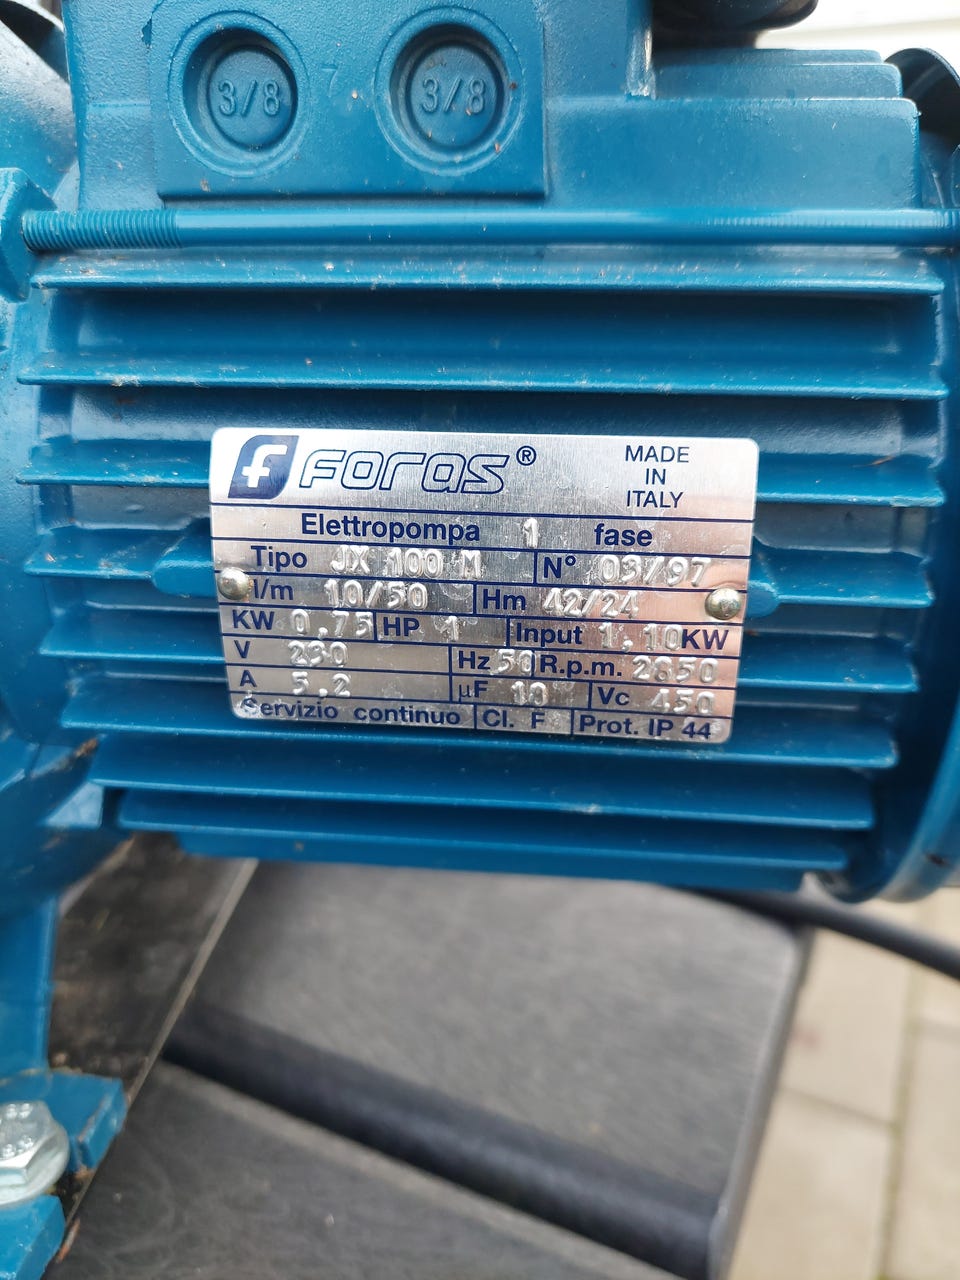 3/8 7 3/8
f FORAS® MADE IN ITALY
Elettropompa 1 fase
Tipo JX 100 M N° 03/97
l/m 10/50 Hm 42/24
KW 0,75 HP 1 Input 1,10KW
V 230 Hz 50 R.p.m. 2850
A 5,2 µF Vc 450
Servizio continuo Cl. F Prot. IP 44